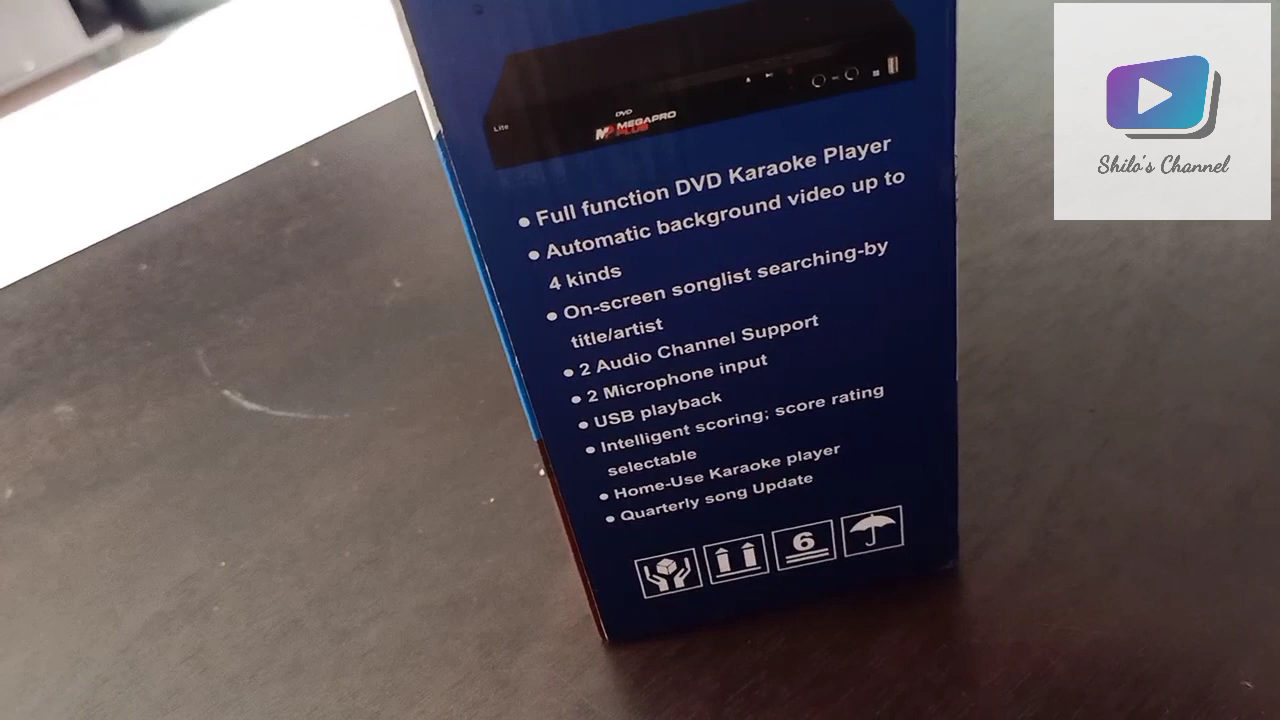 Lite
DVD
MP MEGAPRO
PLUS
Shilo's Channel
● Full function DVD Karaoke Player
● Automatic background video up to
4 kinds
● On-screen songlist searching-by
title/artist
● 2 Audio Channel Support
● 2 Microphone input
● USB playback
● Intelligent scoring; score rating
selectable
● Home-Use Karaoke player
● Quarterly song Update
6